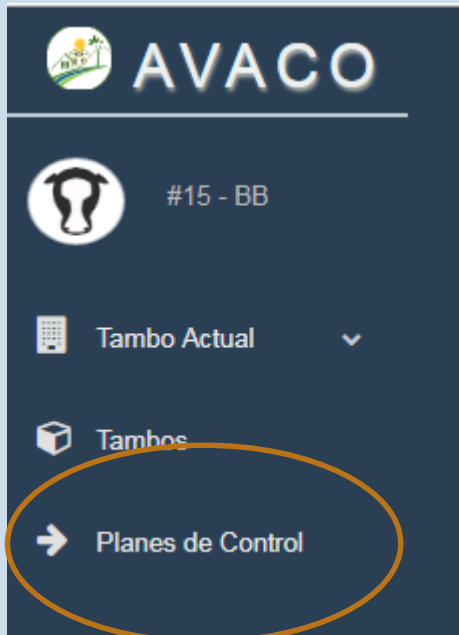 AVACO
#15 - BB
Tambo Actual
Tambos
Planes de Control